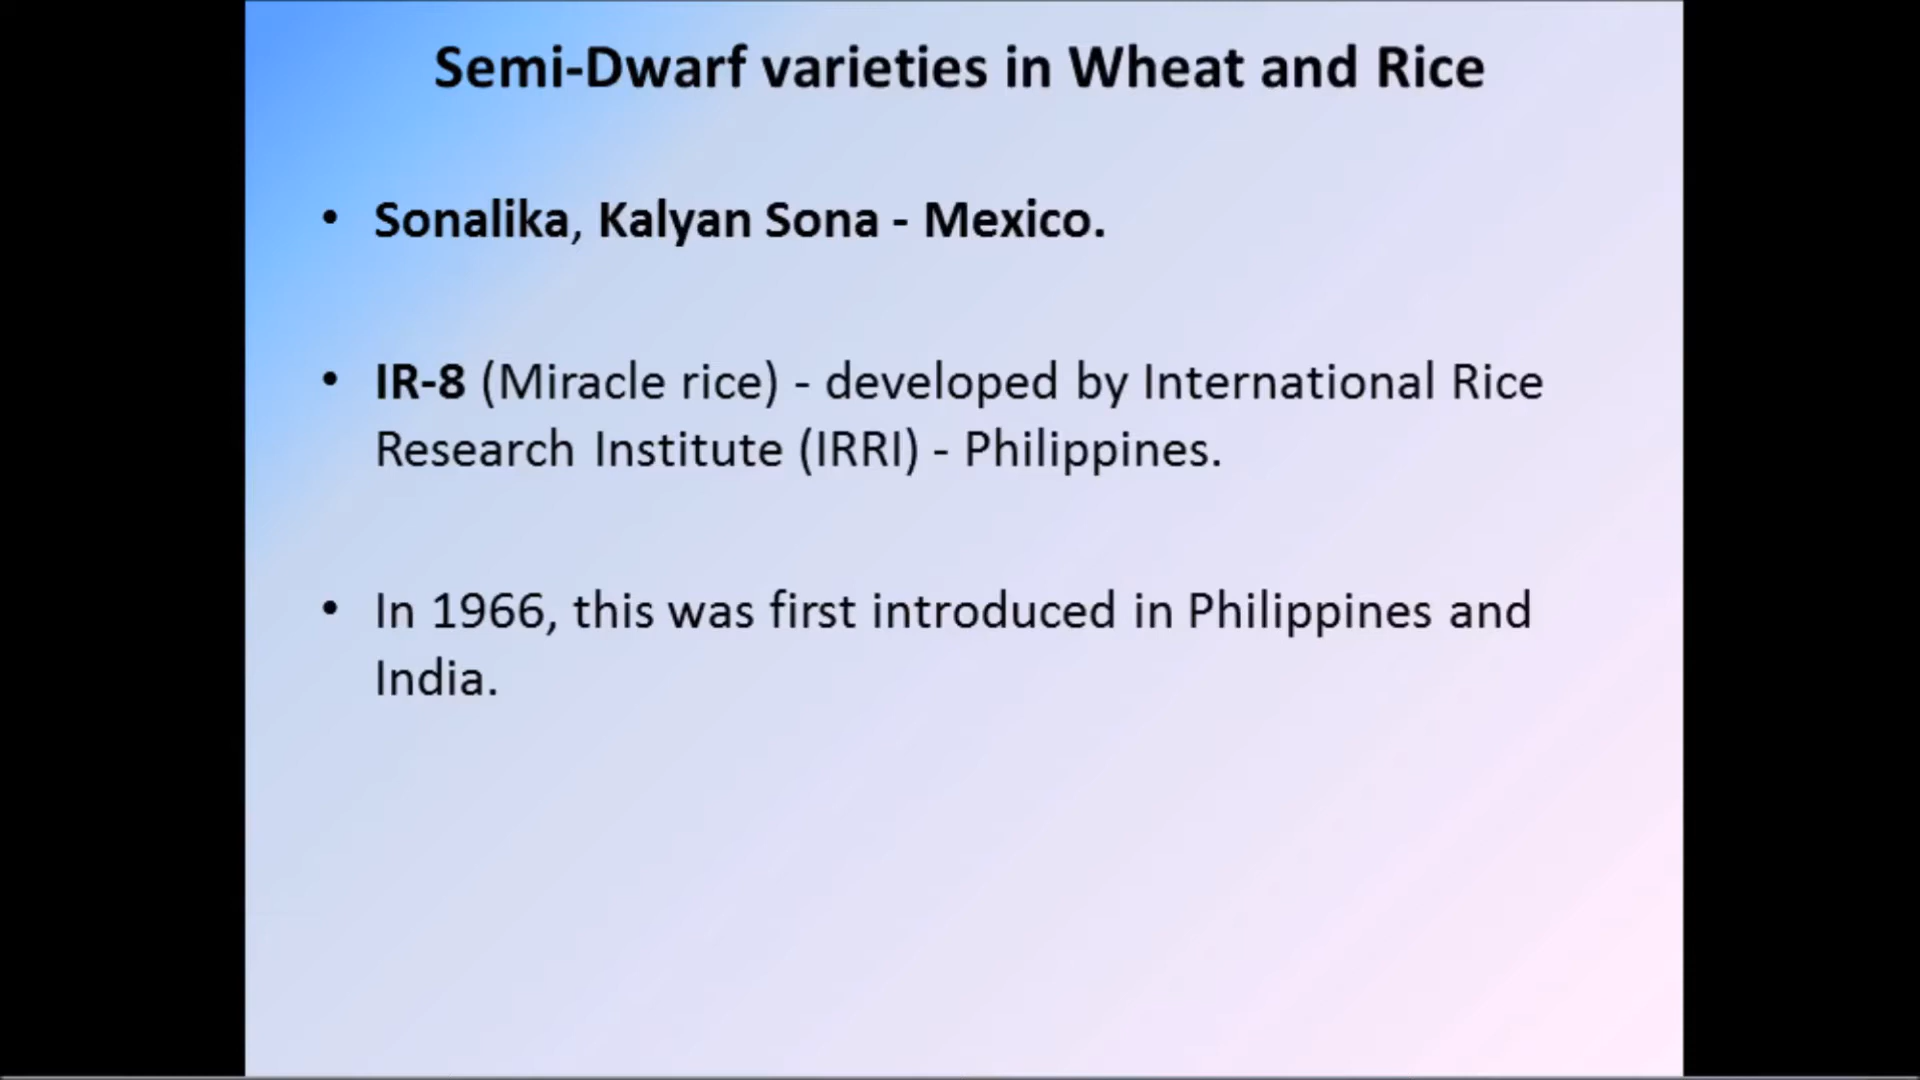 Semi-Dwarf varieties in Wheat and Rice
• Sonalika, Kalyan Sona - Mexico.
• IR-8 (Miracle rice) - developed by International Rice
Research Institute (IRRI) - Philippines.
• In 1966, this was first introduced in Philippines and
India.